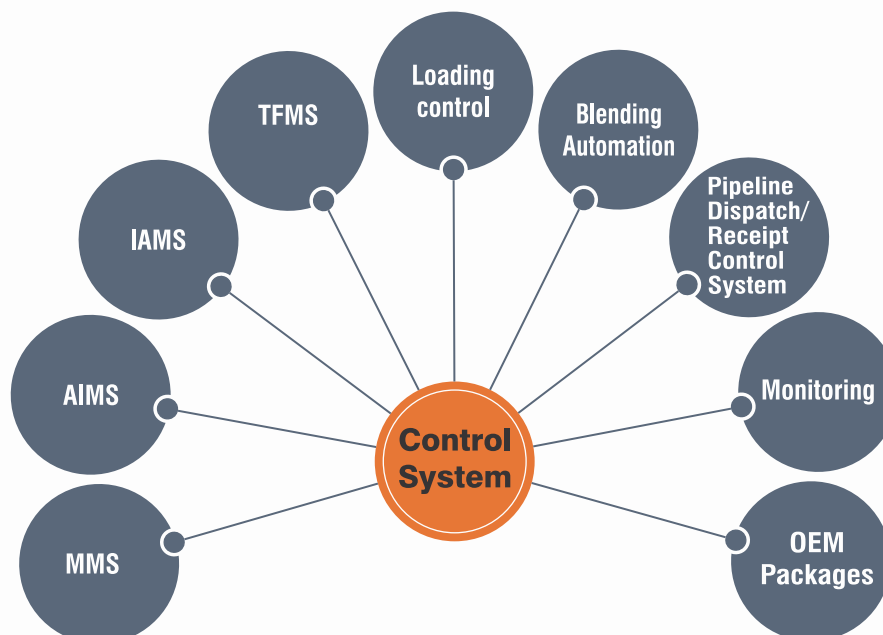 Loading
control
TFMS
Blending
Automation
IAMS
Pipeline
Dispatch/
Receipt
Control
System
AIMS
Monitoring
Control
System
MMS
OEM
Packages